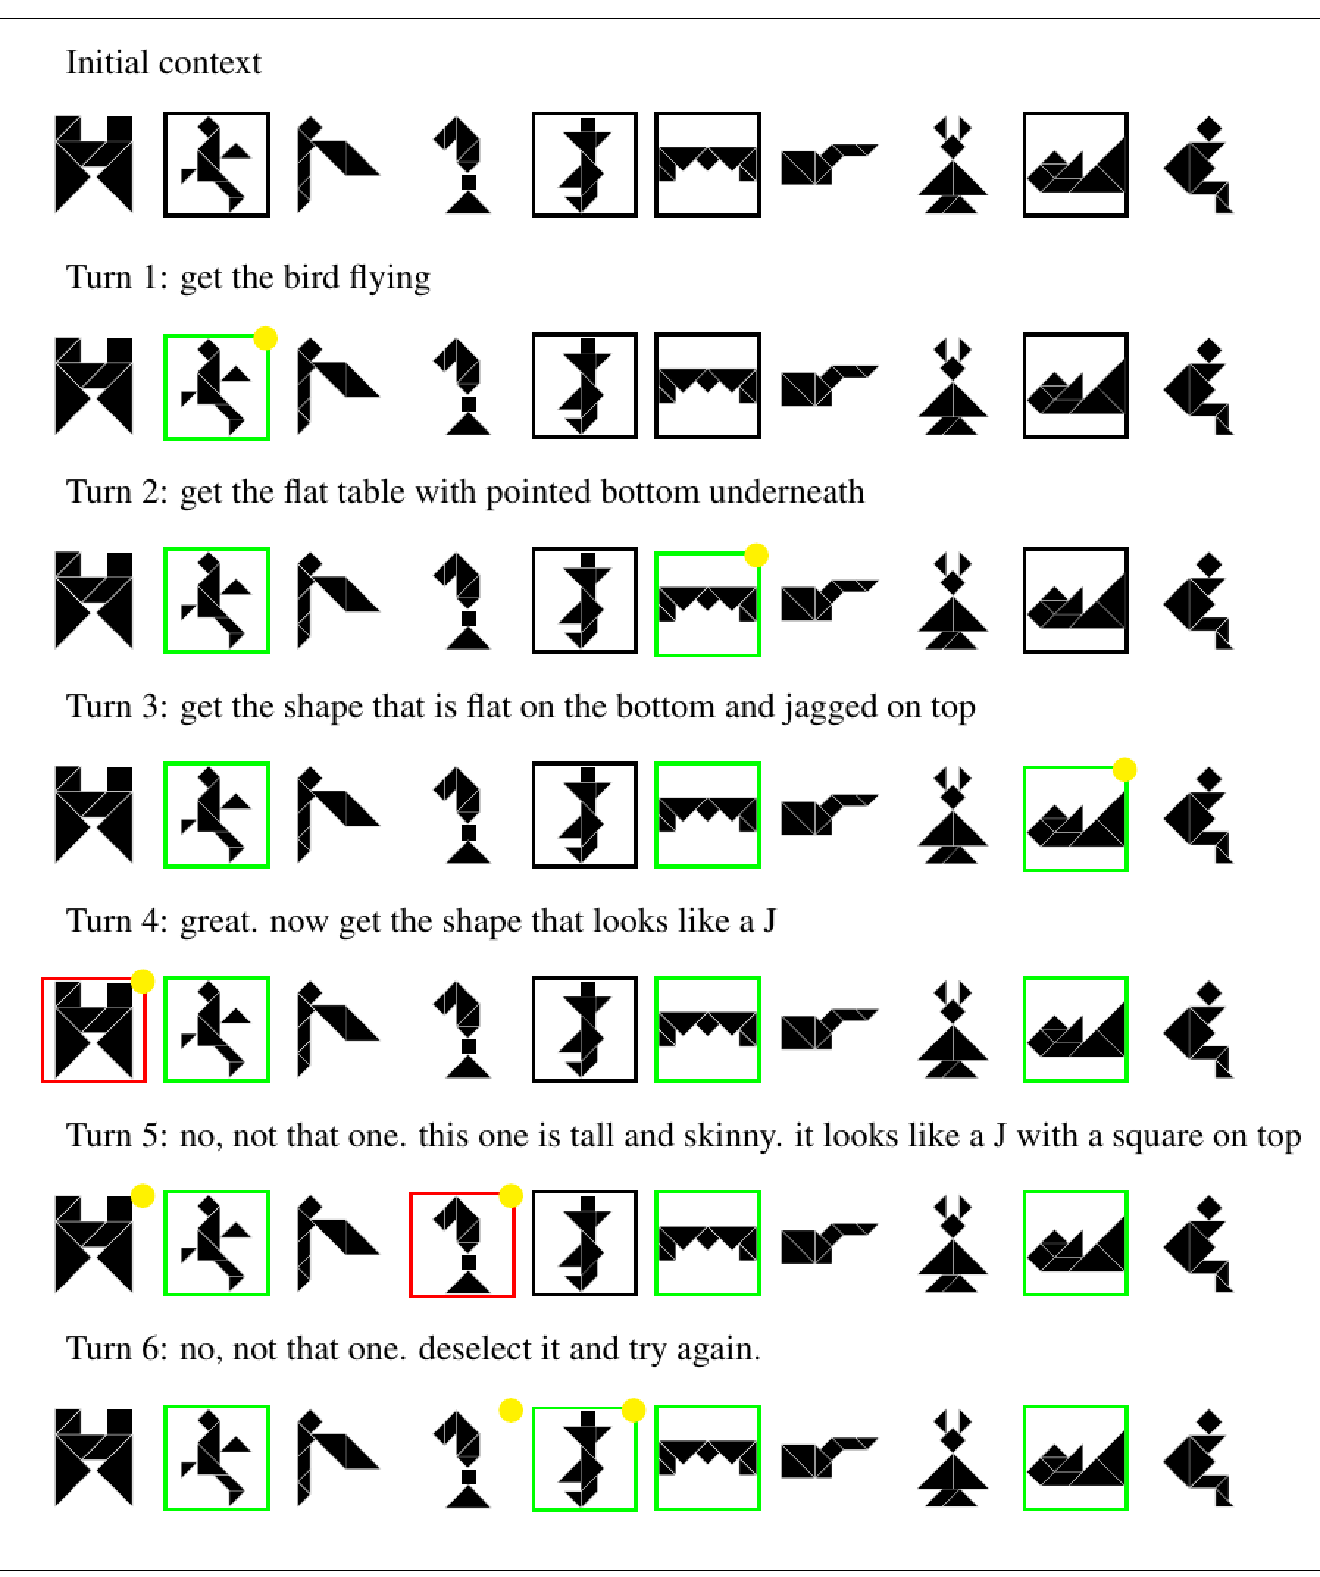 Initial context
Turn 1: get the bird flying
Turn 2: get the flat table with pointed bottom underneath
Turn 3: get the shape that is flat on the bottom and jagged on top
Turn 4: great. now get the shape that looks like a J
Turn 5: no, not that one. this one is tall and skinny. it looks like a J with a square on top
Turn 6: no, not that one. deselect it and try again.